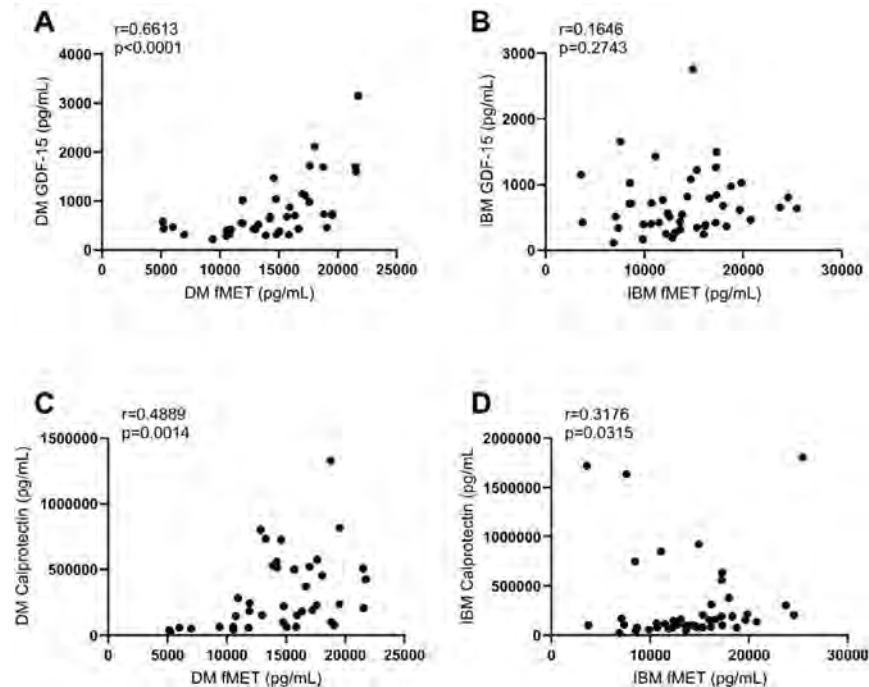 A
r=0.6613
p<0.0001
4000
3000
2000
1000
0
DM GDF-15 (pg/mL)
0
5000
10000
15000
20000
25000
DM fMET (pg/mL)
B
r=0.1646
p=0.2743
3000
2000
1000
0
IBM GDF-15 (pg/mL)
0
10000
20000
30000
IBM fMET (pg/mL)
C
r=0.4889
p=0.0014
1500000
1000000
500000
0
DM Calprotectin (pg/mL)
0
5000
10000
15000
20000
25000
DM fMET (pg/mL)
D
r=0.3176
p=0.0315
2000000
1500000
1000000
500000
0
IBM Calprotectin (pg/mL)
0
10000
20000
30000
IBM fMET (pg/mL)